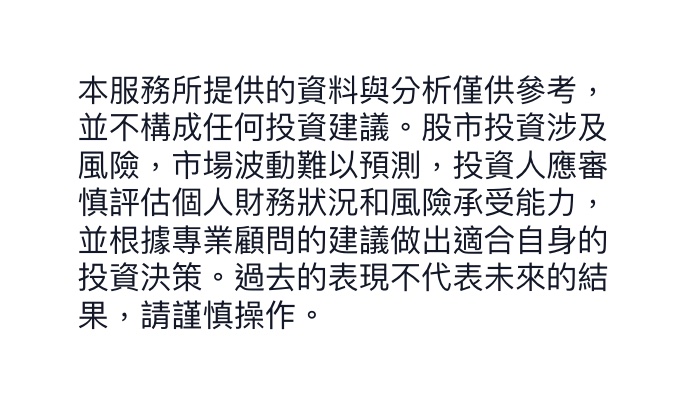 本服務所提供的資料與分析僅供參考，
並不構成任何投資建議。股市投資涉及
風險，市場波動難以預測，投資人應審
慎評估個人財務狀況和風險承受能力，
並根據專業顧問的建議做出適合自身的
投資決策。過去的表現不代表未來的結
果，請謹慎操作。